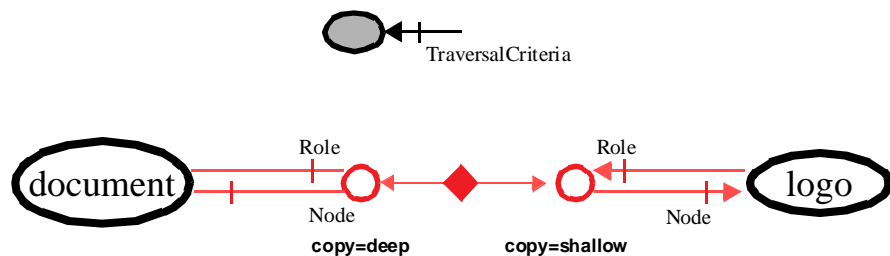 TraversalCriteria
Role
Role
document
logo
Node
Node
copy=deep
copy=shallow